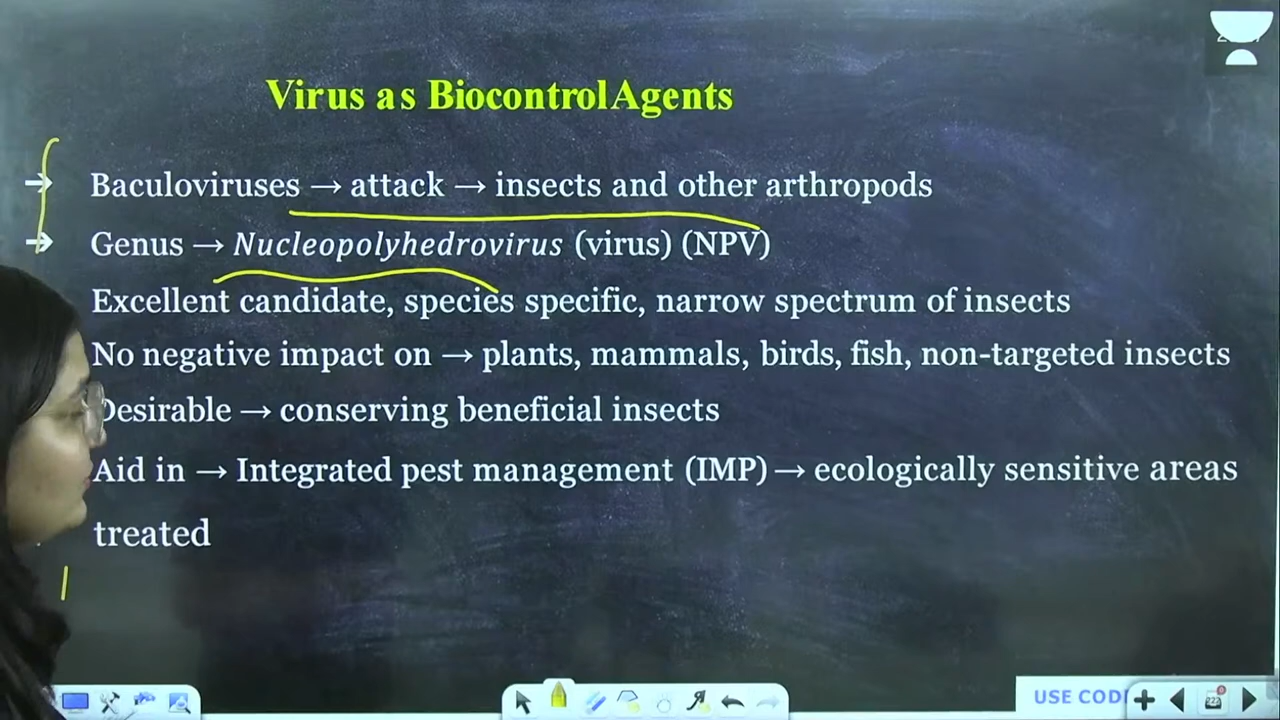 Virus as Biocontrol Agents
Baculoviruses → attack → insects and other arthropods
Genus → Nucleopolyhedrovirus (virus) (NPV)
Excellent candidate, species specific, narrow spectrum of insects
No negative impact on → plants, mammals, birds, fish, non-targeted insects
Desirable → conserving beneficial insects
Aid in → Integrated pest management (IMP) → ecologically sensitive areas
treated
USE CODE